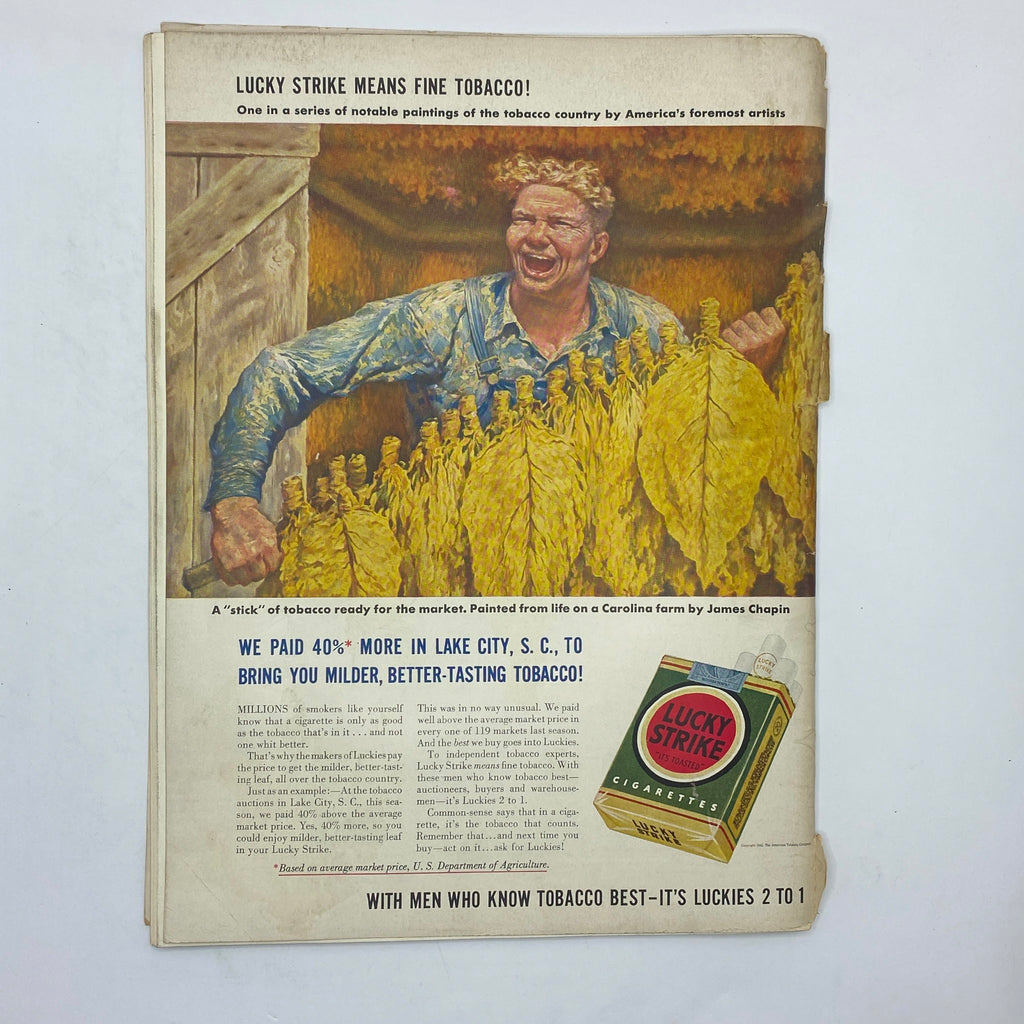 LUCKY STRIKE MEANS FINE TOBACCO!
One in a series of notable paintings of the tobacco country by America's foremost artists
A "stick" of tobacco ready for the market. Painted from life on a Carolina farm by James Chapin
WE PAID 40%* MORE IN LAKE CITY, S. C., TO
BRING YOU MILDER, BETTER-TASTING TOBACCO!
MILLIONS of smokers like yourself
know that a cigarette is only as good
as the tobacco that's in it . . . and not
one whit better.
That's why the makers of Luckies pay
the price to get the milder, better-tast-
ing leaf, all over the tobacco country.
Just as an example:—At the tobacco
auctions in Lake City, S. C., this sea-
son, we paid 40% above the average
market price. Yes, 40% more, so you
could enjoy milder, better-tasting leaf
in your Lucky Strike.
This was in no way unusual. We paid
well above the average market price in
every one of 119 markets last season.
And the best we buy goes into Luckies.
To independent tobacco experts,
Lucky Strike means fine tobacco. With
these men who know tobacco best—
auctioneers, buyers and warehouse-
men—it's Luckies 2 to 1.
Common-sense says that in a ciga-
rette, it's the tobacco that counts.
Remember that...and next time you
buy—act on it...ask for Luckies!
*Based on average market price, U. S. Department of Agriculture.
LUCKY
STRIKE
LUCKY
STRIKE
"IT'S TOASTED"
CIGARETTES
LUCKY
STRIKE
Copyright 1942, The American Tobacco Company
WITH MEN WHO KNOW TOBACCO BEST—IT'S LUCKIES 2 TO 1